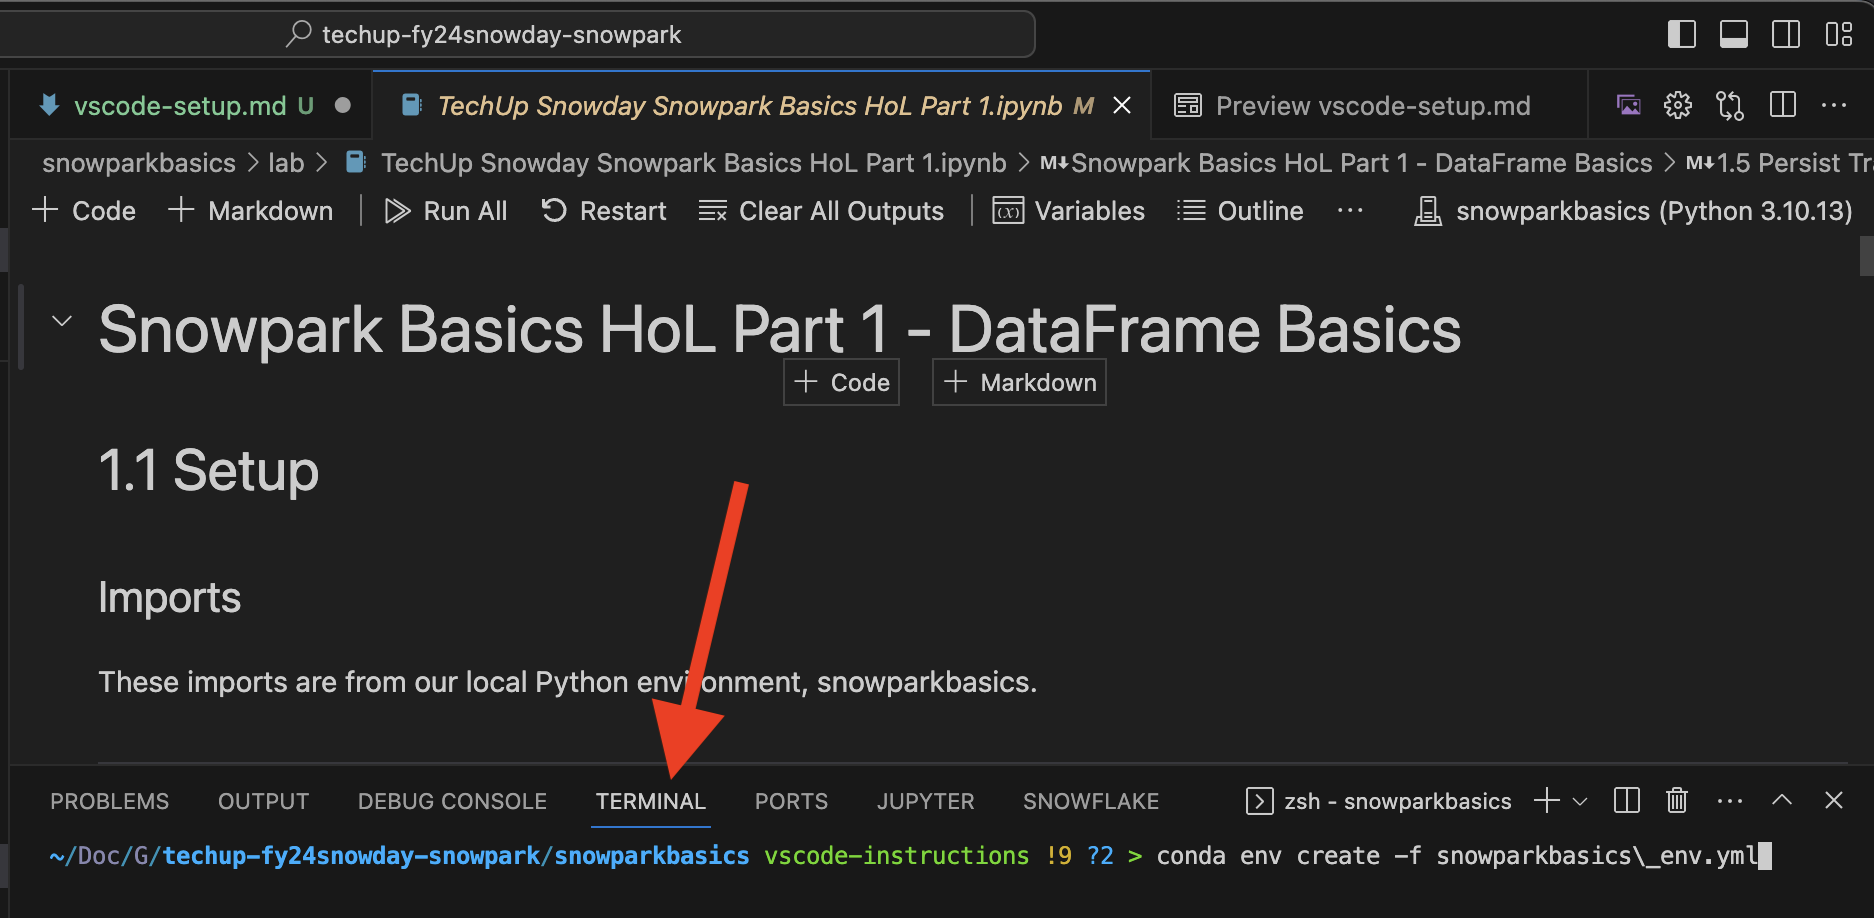 techup-fy24snowday-snowpark
vscode-setup.md U TechUp Snowday Snowpark Basics HoL Part 1.ipynb M Preview vscode-setup.md
snowparkbasics > lab > TechUp Snowday Snowpark Basics HoL Part 1.ipynb > M↓Snowpark Basics HoL Part 1 - DataFrame Basics > M↓1.5 Persist Tra
+ Code + Markdown Run All Restart Clear All Outputs (x) Variables Outline ... snowparkbasics (Python 3.10.13)
Snowpark Basics HoL Part 1 - DataFrame Basics
+ Code + Markdown
1.1 Setup
Imports
These imports are from our local Python environment, snowparkbasics.
PROBLEMS OUTPUT DEBUG CONSOLE TERMINAL PORTS JUPYTER SNOWFLAKE zsh - snowparkbasics
~/Doc/G/techup-fy24snowday-snowpark/snowparkbasics vscode-instructions !9 ?2 > conda env create -f snowparkbasics\_env.yml